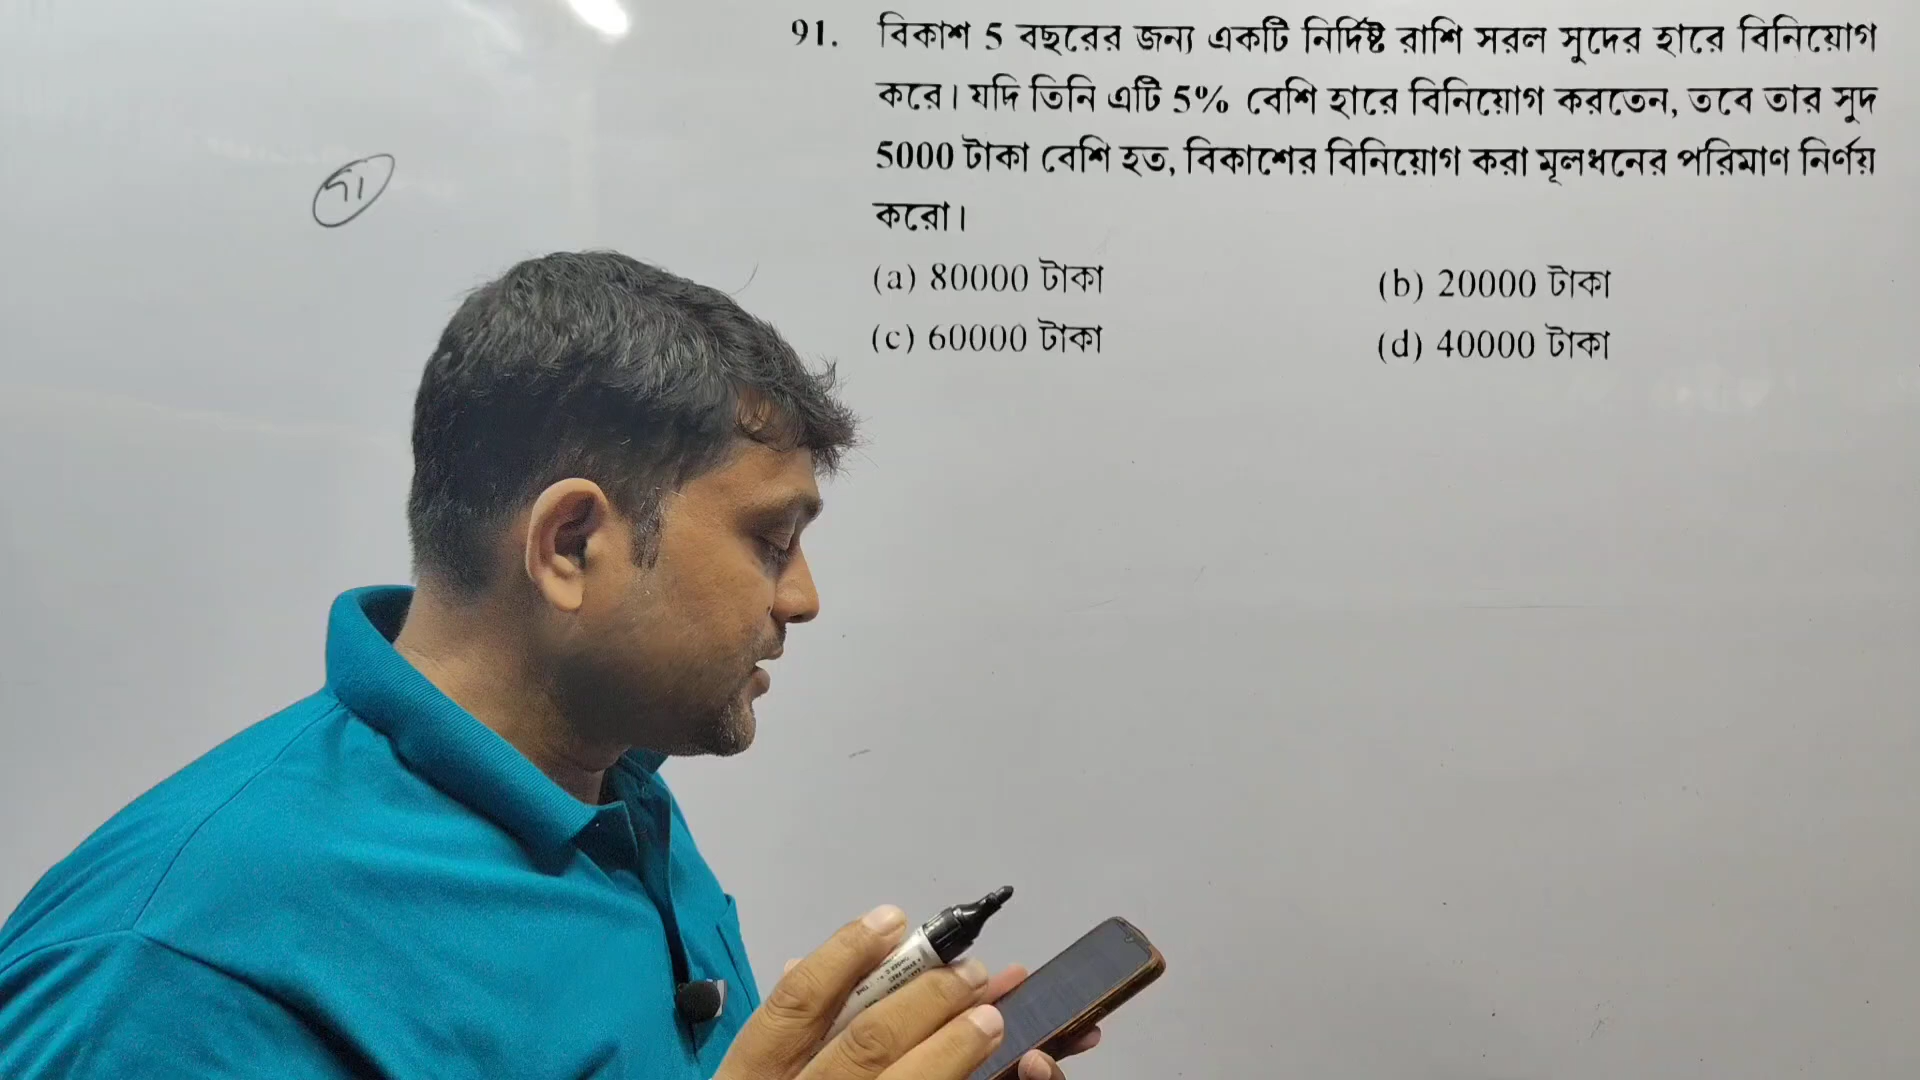 91. বিকাশ 5 বছরের জন্য একটি নির্দিষ্ট রাশি সরল সুদের হারে বিনিয়োগ
করে। যদি তিনি এটি 5% বেশি হারে বিনিয়োগ করতেন, তবে তার সুদ
5000 টাকা বেশি হত, বিকাশের বিনিয়োগ করা মূলধনের পরিমাণ নির্ণয়
করো।
(a) 80000 টাকা (b) 20000 টাকা
(c) 60000 টাকা (d) 40000 টাকা
91